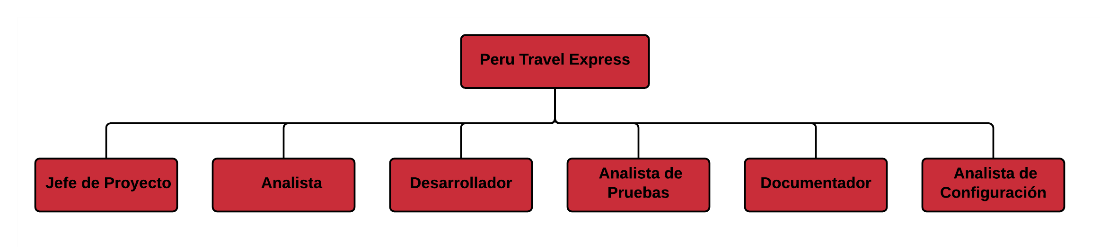 Peru Travel Express
Jefe de Proyecto
Analista
Desarrollador
Analista de
Pruebas
Documentador
Analista de
Configuración